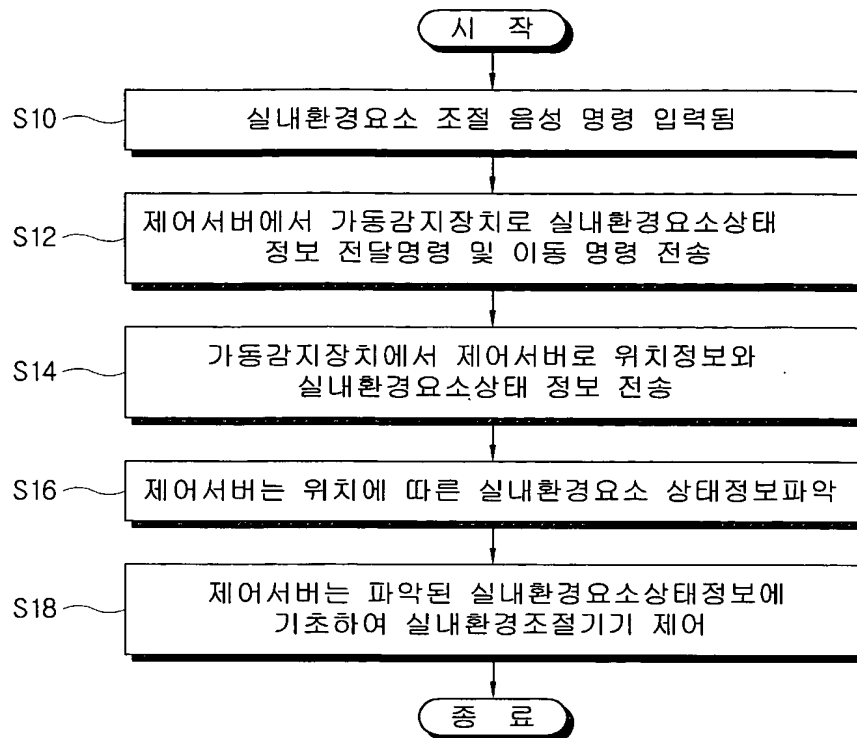 시 작
S10
실내환경요소 조절 음성 명령 입력됨
S12
제어서버에서 가동감지장치로 실내환경요소상태
정보 전달명령 및 이동 명령 전송
S14
가동감지장치에서 제어서버로 위치정보와
실내환경요소상태 정보 전송
S16
제어서버는 위치에 따른 실내환경요소 상태정보파악
S18
제어서버는 파악된 실내환경요소상태정보에
기초하여 실내환경조절기기 제어
종 료